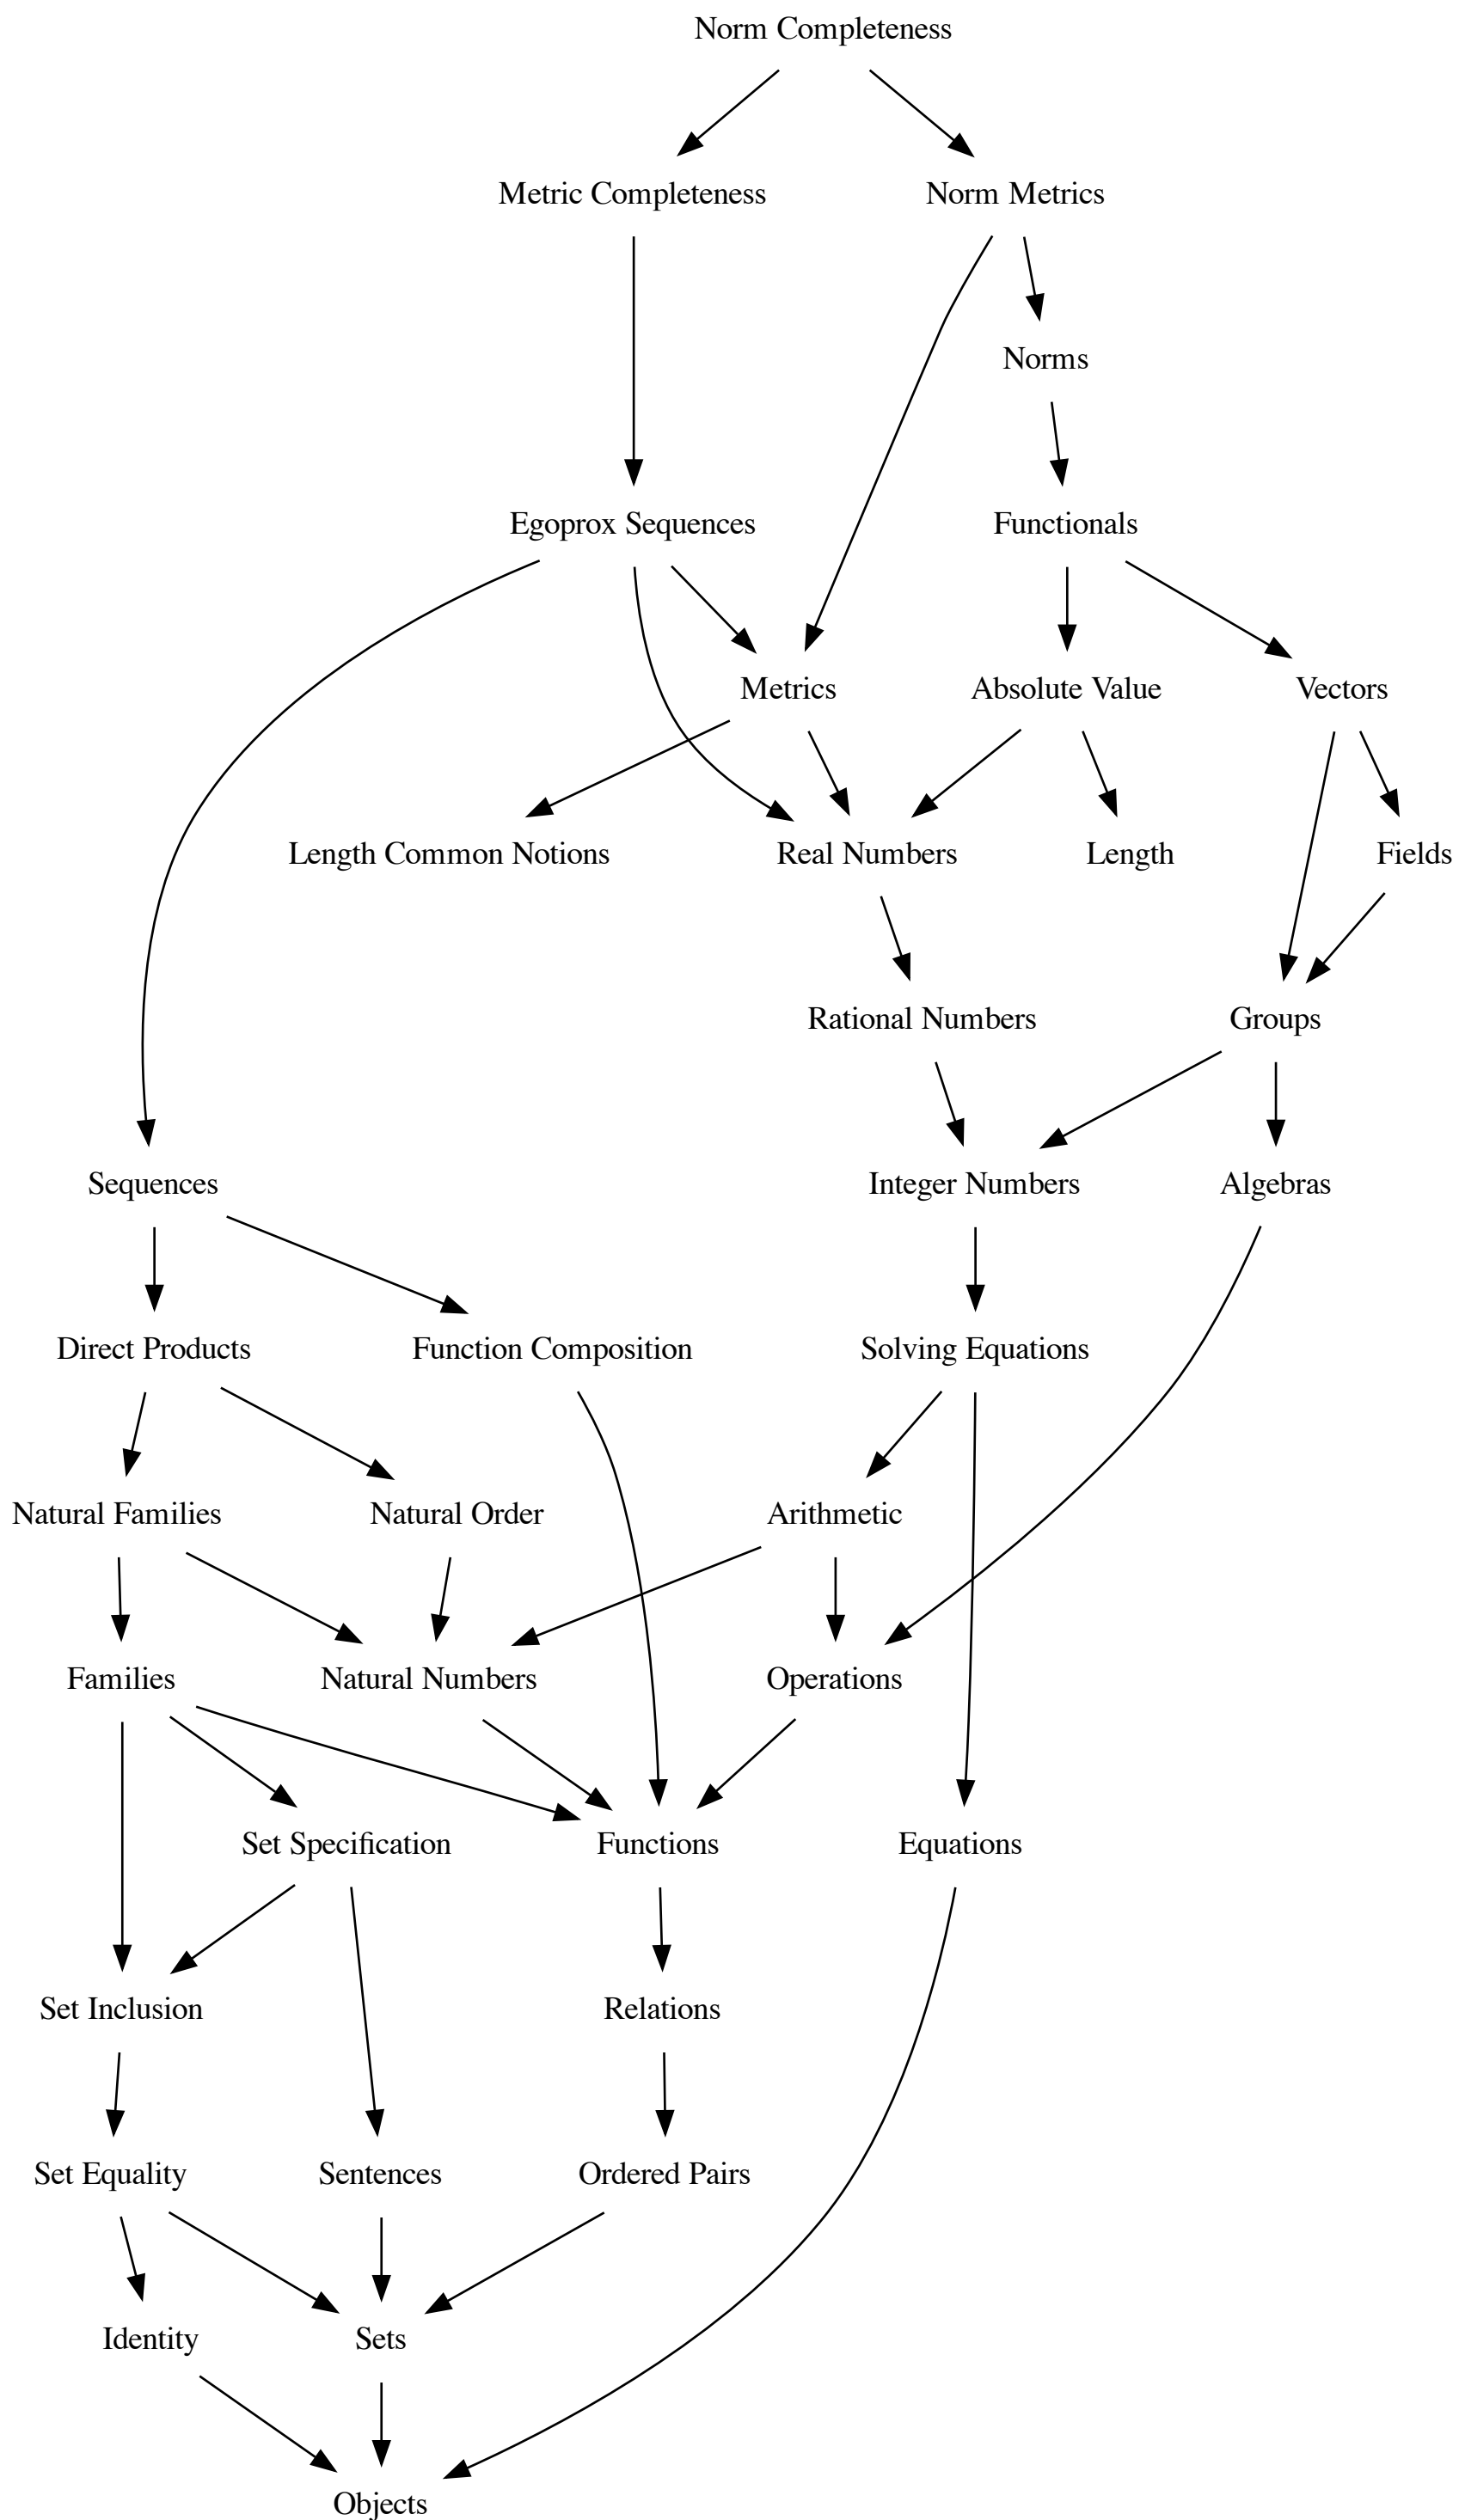 Norm Completeness
Metric Completeness
Norm Metrics
Norms
Egoprox Sequences
Functionals
Metrics
Absolute Value
Vectors
Length Common Notions
Real Numbers
Length
Fields
Rational Numbers
Groups
Sequences
Integer Numbers
Algebras
Direct Products
Function Composition
Solving Equations
Natural Families
Natural Order
Arithmetic
Families
Natural Numbers
Operations
Set Specification
Functions
Equations
Set Inclusion
Relations
Set Equality
Sentences
Ordered Pairs
Identity
Sets
Objects